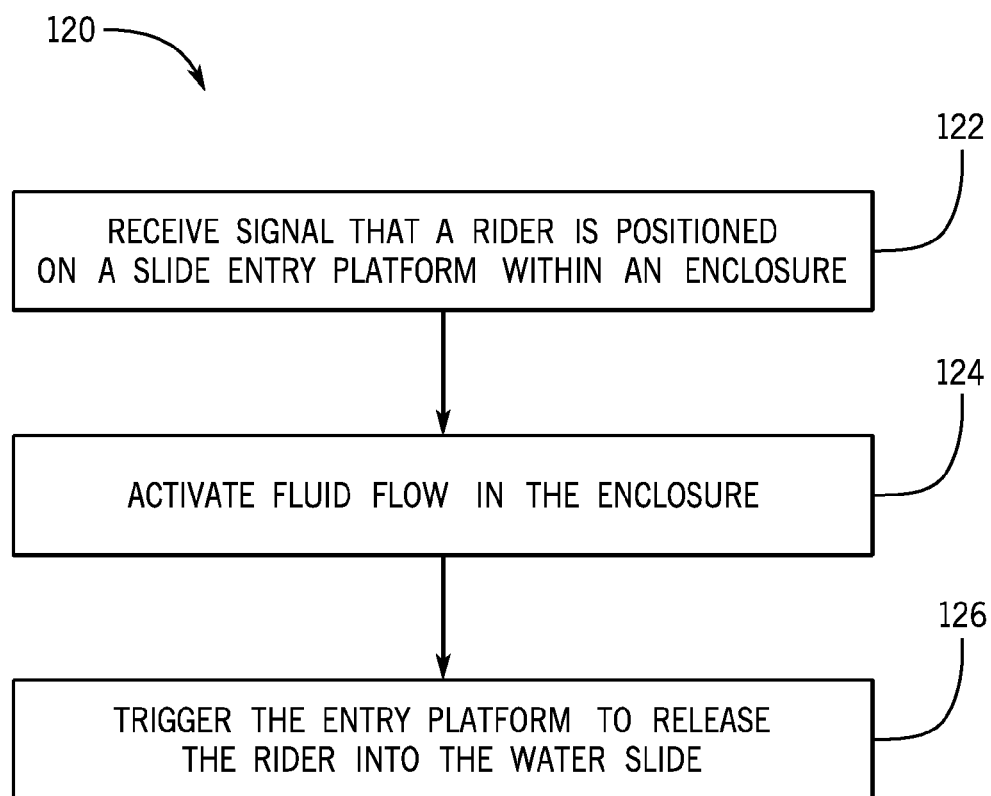 120
122
RECEIVE SIGNAL THAT A RIDER IS POSITIONED
ON A SLIDE ENTRY PLATFORM WITHIN AN ENCLOSURE
124
ACTIVATE FLUID FLOW IN THE ENCLOSURE
126
TRIGGER THE ENTRY PLATFORM TO RELEASE
THE RIDER INTO THE WATER SLIDE